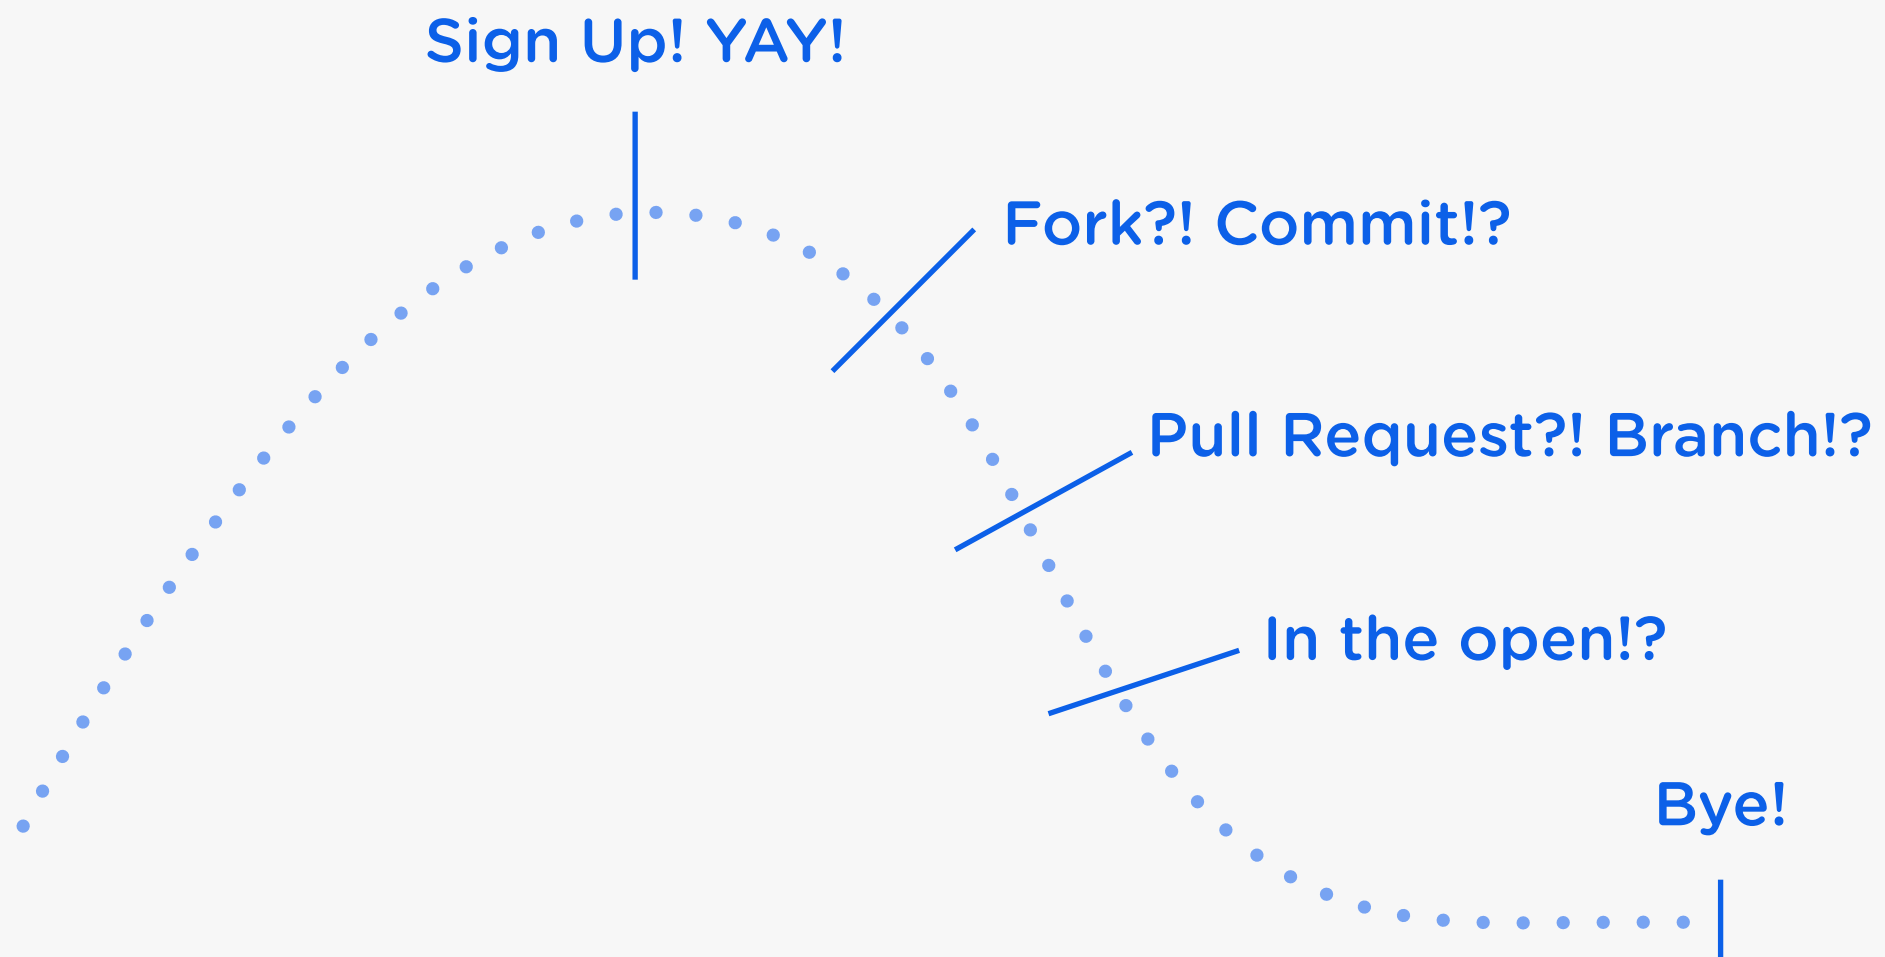 Sign Up! YAY!
Fork?! Commit!?
Pull Request?! Branch!?
In the open!?
Bye!